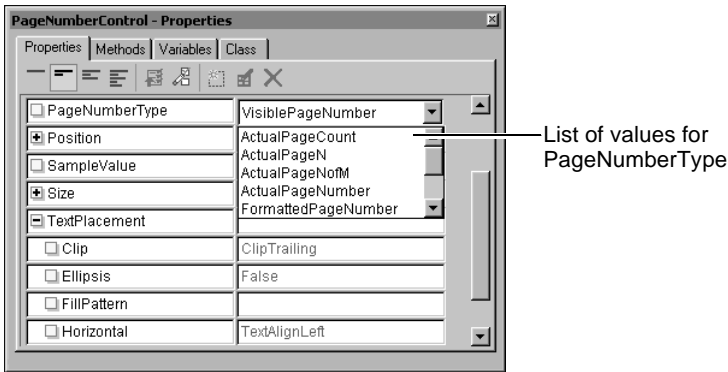 PageNumberControl - Properties
Properties Methods Variables Class
PageNumberType VisiblePageNumber
Position ActualPageCount
ActualPageN
SampleValue ActualPageNofM
Size ActualPageNumber
TextPlacement FormattedPageNumber
Clip ClipTrailing
Ellipsis False
FillPattern
Horizontal TextAlignLeft
List of values for
PageNumberType